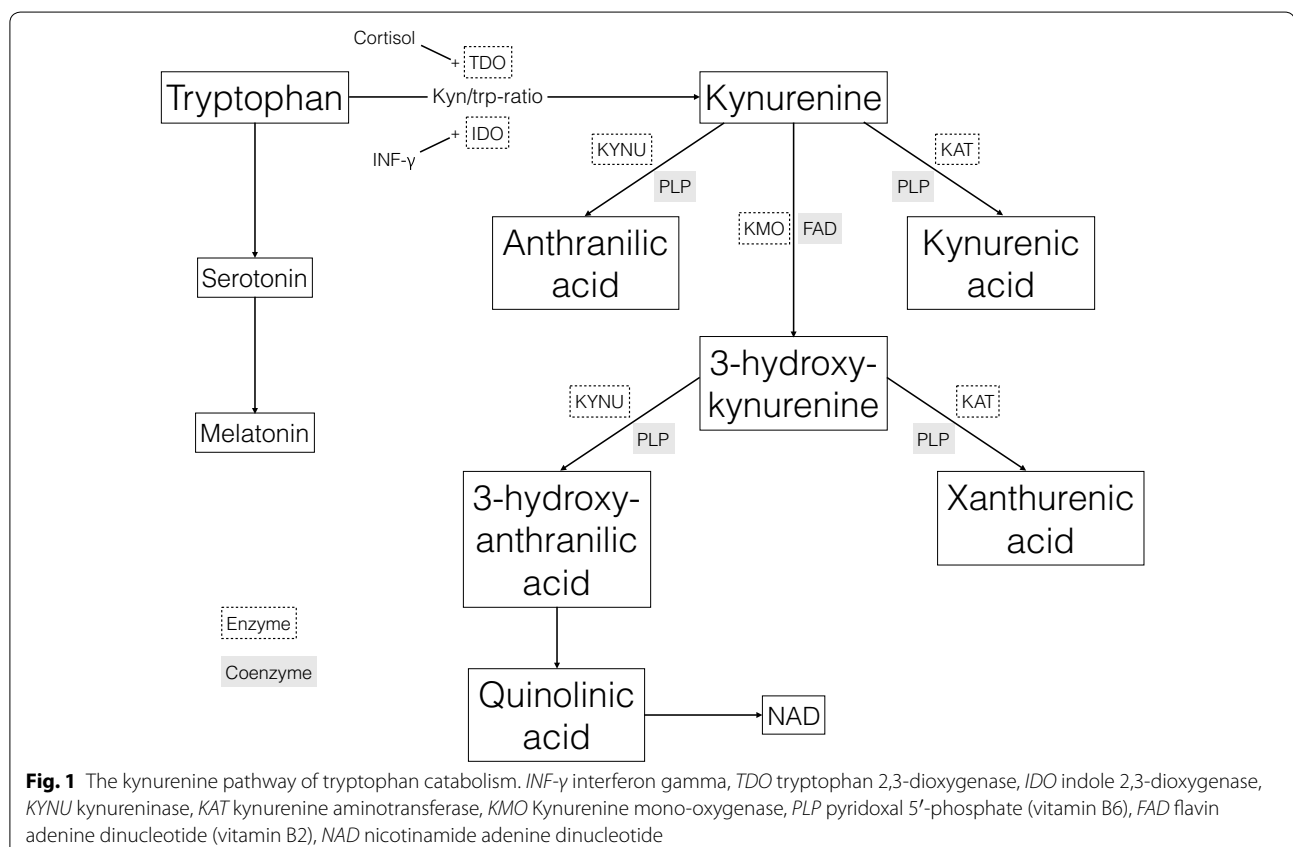 Cortisol
+ TDO
Tryptophan
Kyn/trp-ratio
Kynurenine
+ IDO
INF-γ
KYNU
PLP
KAT
PLP
KMO
FAD
Anthranilic
acid
Kynurenic
acid
Serotonin
3-hydroxy-
kynurenine
KYNU
PLP
KAT
PLP
Melatonin
3-hydroxy-
anthranilic
acid
Xanthurenic
acid
Enzyme
Coenzyme
Quinolinic
acid
NAD
Fig. 1 The kynurenine pathway of tryptophan catabolism. INF-γ interferon gamma, TDO tryptophan 2,3-dioxygenase, IDO indole 2,3-dioxygenase,
KYNU kynureninase, KAT kynurenine aminotransferase, KMO Kynurenine mono-oxygenase, PLP pyridoxal 5′-phosphate (vitamin B6), FAD flavin
adenine dinucleotide (vitamin B2), NAD nicotinamide adenine dinucleotide